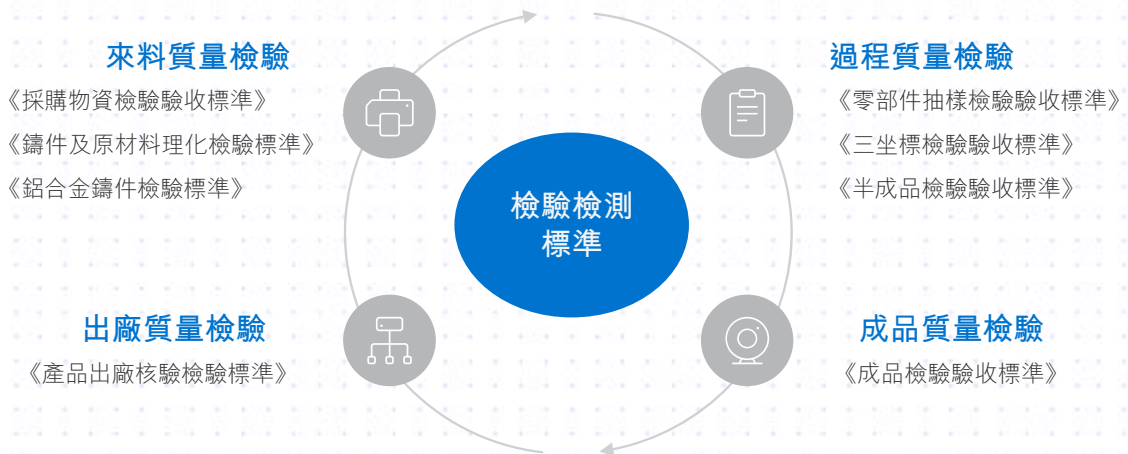 來料質量檢驗
《採購物資檢驗驗收標準》
《鑄件及原材料理化檢驗標準》
《鋁合金鑄件檢驗標準》
過程質量檢驗
《零部件抽樣檢驗驗收標準》
《三坐標檢驗驗收標準》
《半成品檢驗驗收標準》
檢驗檢測
標準
出廠質量檢驗
《產品出廠核驗檢驗標準》
成品質量檢驗
《成品檢驗驗收標準》